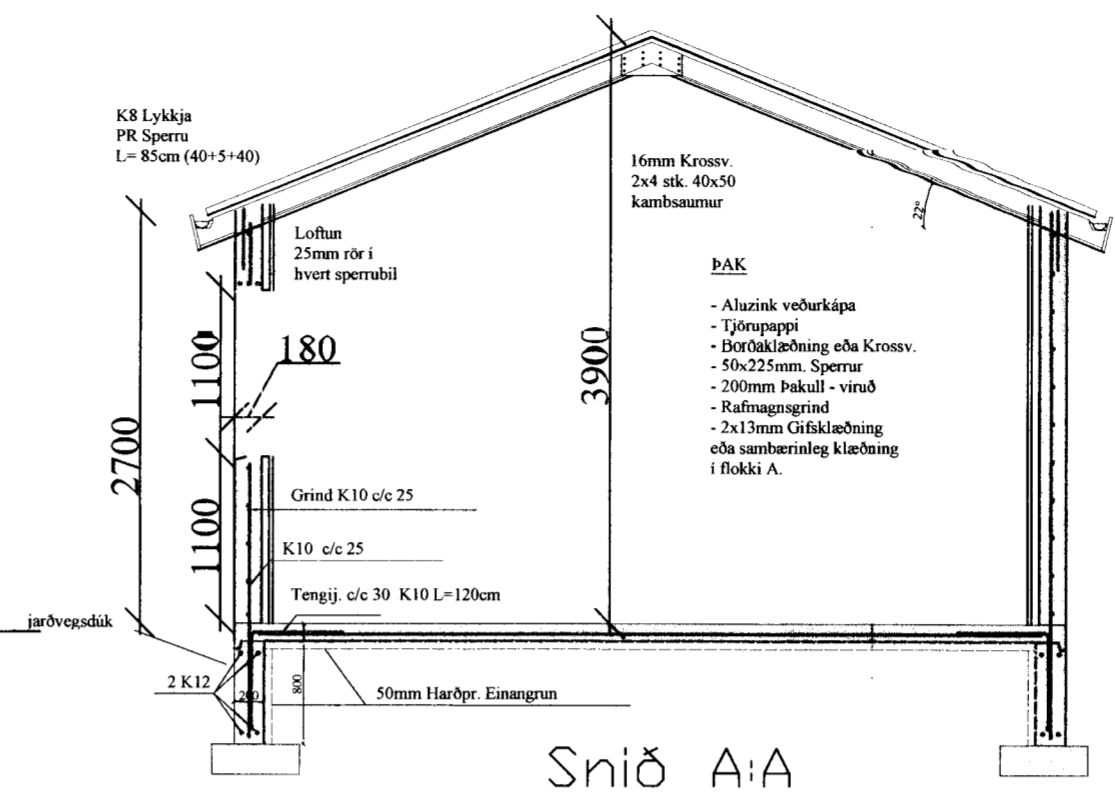 K8 Lykkja
PR Sperru
L= 85cm (40+5+40)
16mm Krossv.
2x4 stk. 40x50
kambsaumur
22°
Loftun
25mm rör í
hvert sperrubil
ÞAK
- Aluzink veðurkápa
- Tjörupappi
- Borðaklæðning eða Krossv.
- 50x225mm. Sperrur
- 200mm Þakull - víruð
- Rafmagnsgrind
- 2x13mm Gifsklæðning
eða sambærinleg klæðning
í flokki A.
2700
1100
180
3900
1100
Grind K10 c/c 25
K10 c/c 25
Tengij. c/c 30 K10 L=120cm
jarðvegsdúk
2 K12
200
800
50mm Harðpr. Einangrun
Snið A:A